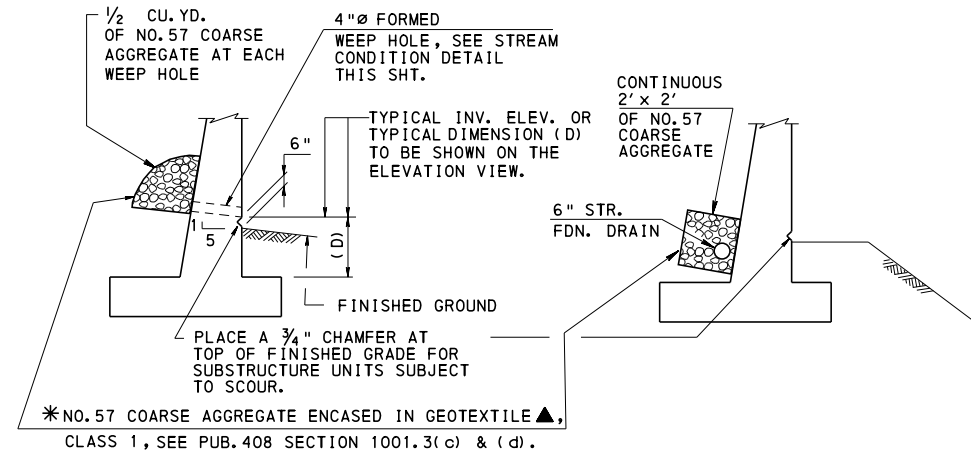 1/2 CU.YD.
OF NO.57 COARSE
AGGREGATE AT EACH
WEEP HOLE
4"Ø FORMED
WEEP HOLE, SEE STREAM
CONDITION DETAIL
THIS SHT.
TYPICAL INV. ELEV. OR
TYPICAL DIMENSION (D)
TO BE SHOWN ON THE
ELEVATION VIEW.
6"
1
5
(D)
FINISHED GROUND
CONTINUOUS
2' x 2'
OF NO.57
COARSE
AGGREGATE
6" STR.
FDN. DRAIN
PLACE A 3/4" CHAMFER AT
TOP OF FINISHED GRADE FOR
SUBSTRUCTURE UNITS SUBJECT
TO SCOUR.
*NO.57 COARSE AGGREGATE ENCASED IN GEOTEXTILE ▲,
CLASS 1, SEE PUB.408 SECTION 1001.3(c) & (d).